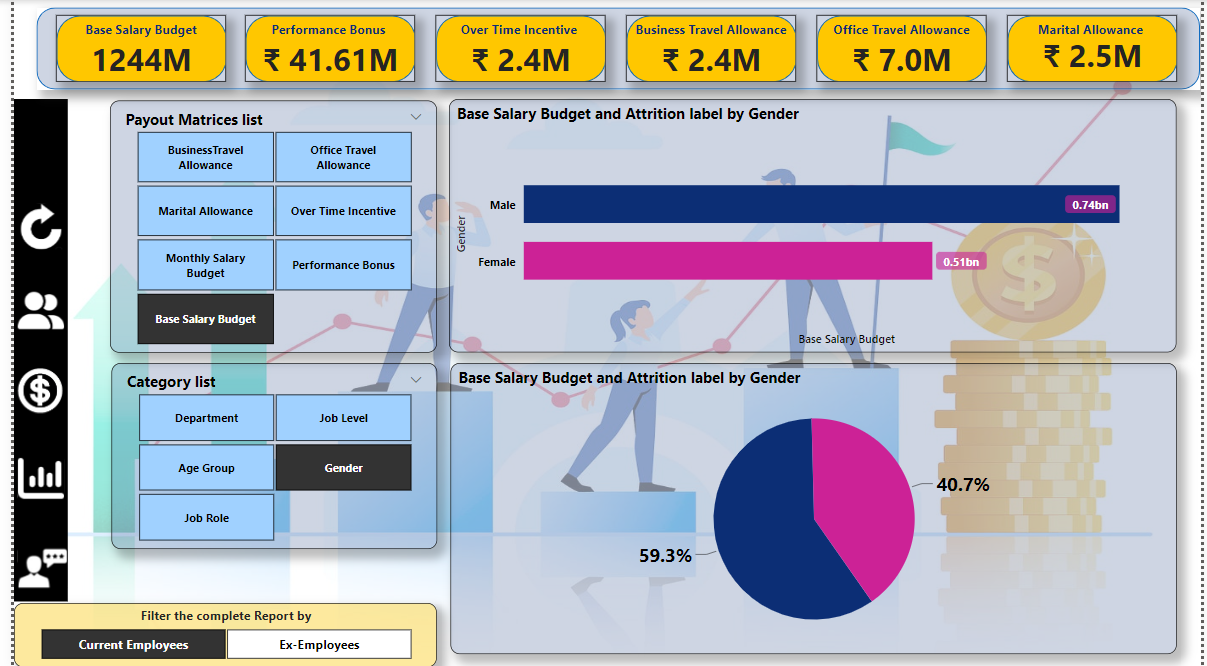 Base Salary Budget
1244M
Performance Bonus
₹ 41.61M
Over Time Incentive
₹ 2.4M
Business Travel Allowance
₹ 2.4M
Office Travel Allowance
₹ 7.0M
Marital Allowance
₹ 2.5M
Payout Matrices list
BusinessTravel
Allowance
Office Travel
Allowance
Marital Allowance
Over Time Incentive
Monthly Salary
Budget
Performance Bonus
Base Salary Budget
Base Salary Budget and Attrition label by Gender
Gender
Male
0.74bn
Female
0.51bn
Base Salary Budget
Category list
Department
Job Level
Age Group
Gender
Job Role
Base Salary Budget and Attrition label by Gender
40.7%
59.3%
Filter the complete Report by
Current Employees
Ex-Employees